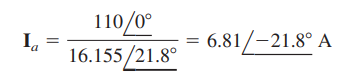 I_a = 110/0° / 16.155/21.8° = 6.81/−21.8° A